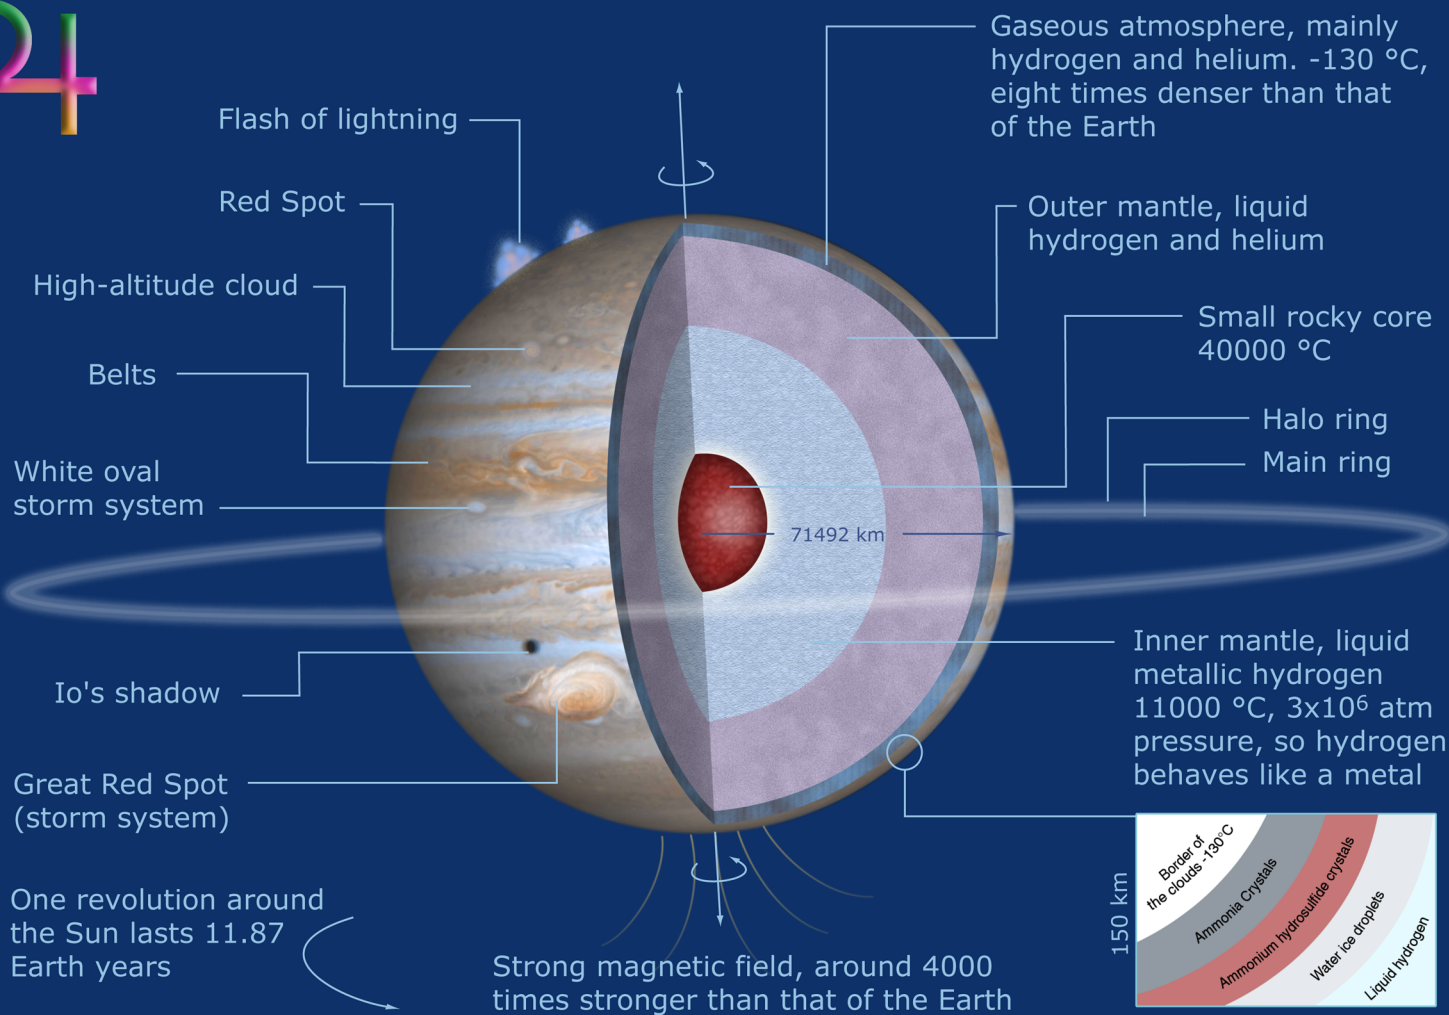 Gaseous atmosphere, mainly
hydrogen and helium. -130 °C,
eight times denser than that
of the Earth
Flash of lightning
Red Spot
Outer mantle, liquid
hydrogen and helium
High-altitude cloud
Small rocky core
40000 °C
Belts
Halo ring
Main ring
White oval
storm system
71492 km
Inner mantle, liquid
metallic hydrogen
11000 °C, 3x10⁶ atm
pressure, so hydrogen
behaves like a metal
Io's shadow
Great Red Spot
(storm system)
One revolution around
the Sun lasts 11.87
Earth years
Strong magnetic field, around 4000
times stronger than that of the Earth
150 km
Border of
the clouds -130°C
Ammonia Crystals
Ammonium hydrosulfide crystals
Water ice droplets
Liquid hydrogen